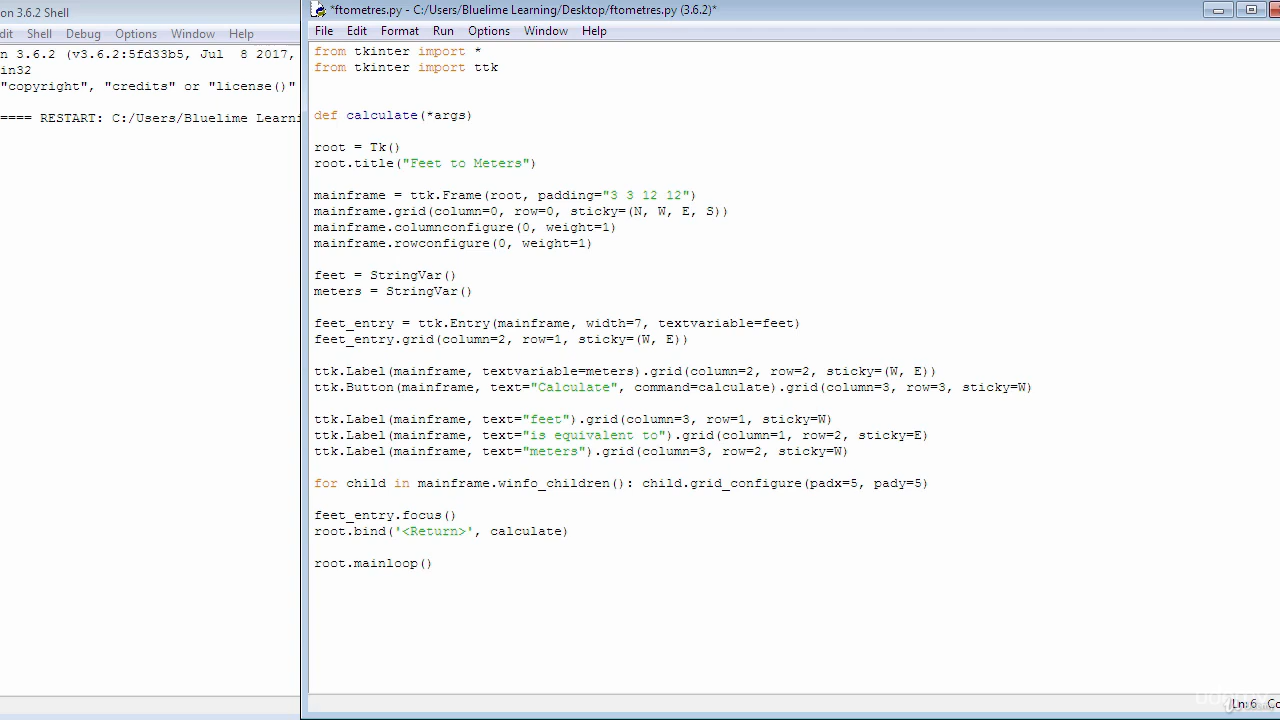 on 3.6.2 Shell
dit Shell Debug Options Window Help
n 3.6.2 (v3.6.2:5fd33b5, Jul 8 2017,
in32
"copyright", "credits" or "license()"
==== RESTART: C:/Users/Bluelime Learni
*ftometres.py - C:/Users/Bluelime Learning/Desktop/ftometres.py (3.6.2)*
File Edit Format Run Options Window Help
from tkinter import *
from tkinter import ttk
def calculate(*args)
root = Tk()
root.title("Feet to Meters")
mainframe = ttk.Frame(root, padding="3 3 12 12")
mainframe.grid(column=0, row=0, sticky=(N, W, E, S))
mainframe.columnconfigure(0, weight=1)
mainframe.rowconfigure(0, weight=1)
feet = StringVar()
meters = StringVar()
feet_entry = ttk.Entry(mainframe, width=7, textvariable=feet)
feet_entry.grid(column=2, row=1, sticky=(W, E))
ttk.Label(mainframe, textvariable=meters).grid(column=2, row=2, sticky=(W, E))
ttk.Button(mainframe, text="Calculate", command=calculate).grid(column=3, row=3, sticky=W)
ttk.Label(mainframe, text="feet").grid(column=3, row=1, sticky=W)
ttk.Label(mainframe, text="is equivalent to").grid(column=1, row=2, sticky=E)
ttk.Label(mainframe, text="meters").grid(column=3, row=2, sticky=W)
for child in mainframe.winfo_children(): child.grid_configure(padx=5, pady=5)
feet_entry.focus()
root.bind('<Return>', calculate)
root.mainloop()
Ln: 6 Co